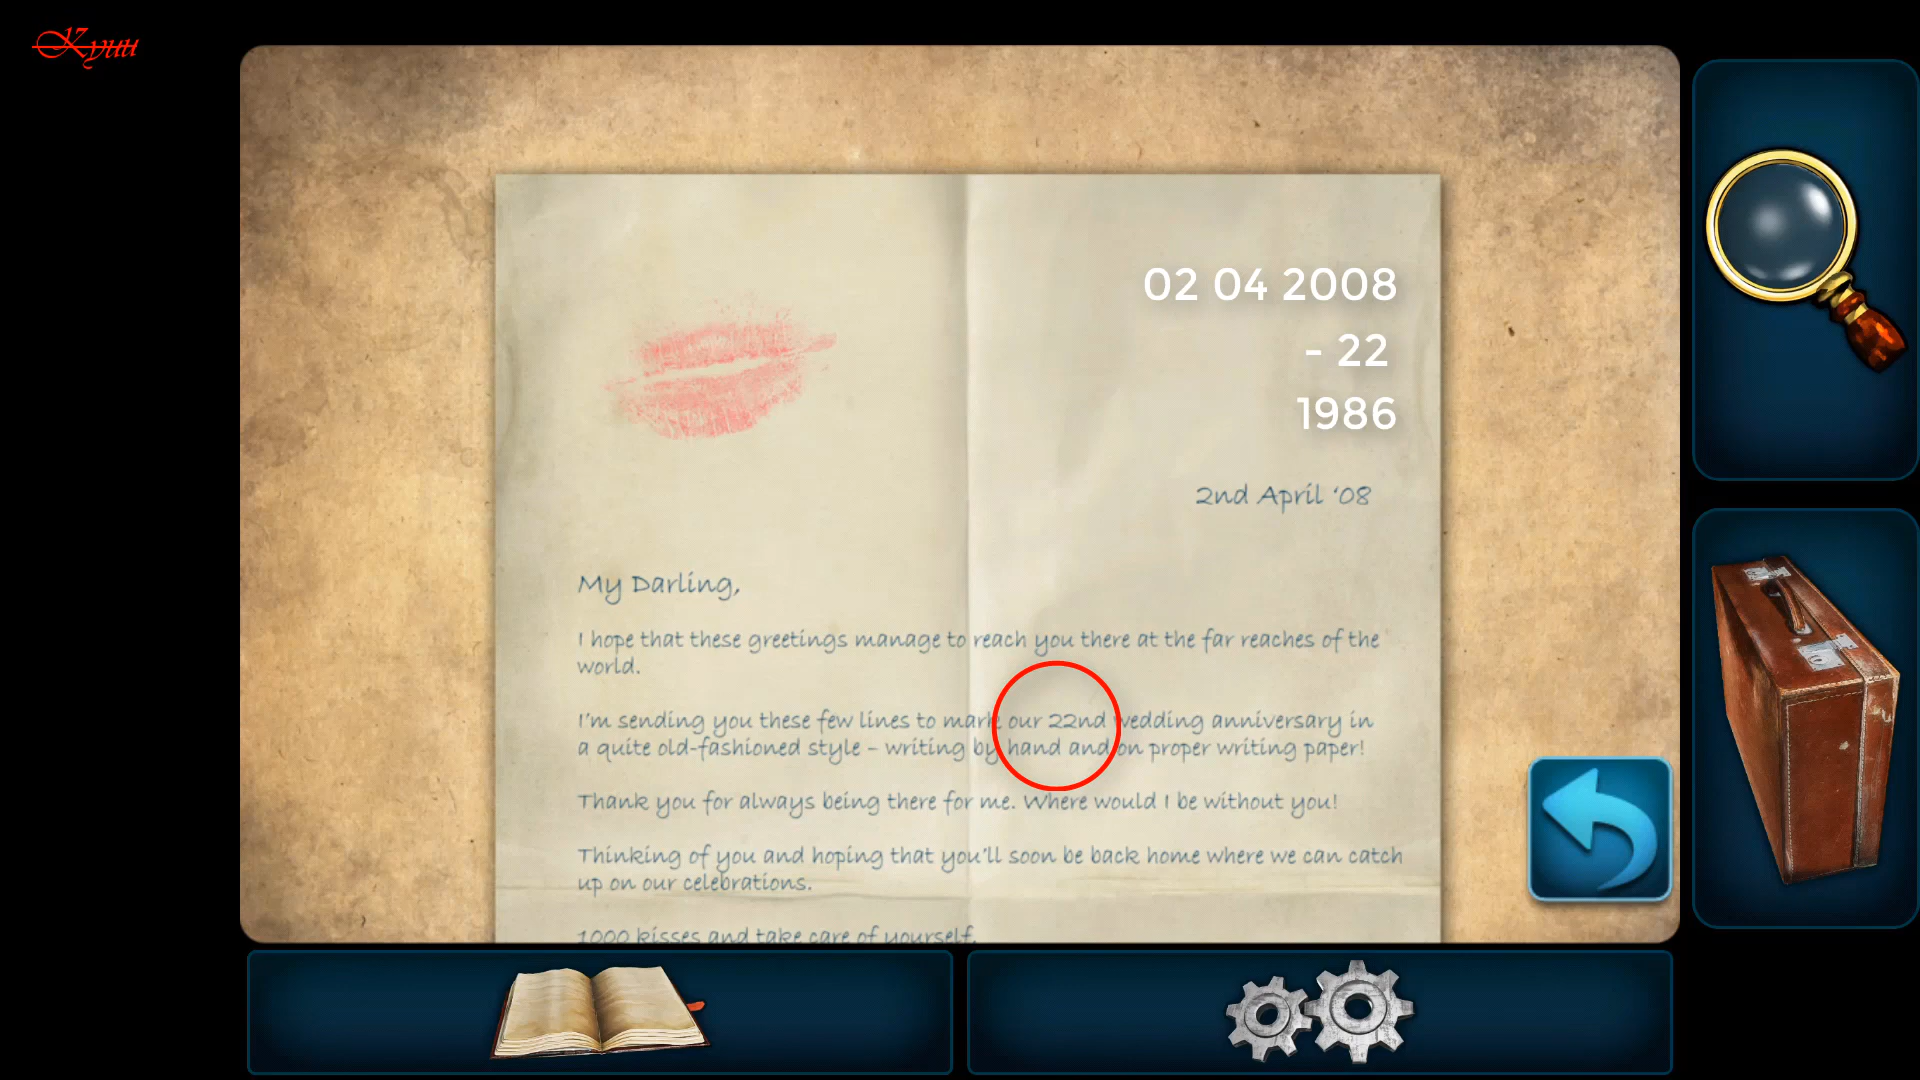 Kyuu
02 04 2008
- 22
1986
2nd April '08
My Darling,
I hope that these greetings manage to reach you there at the far reaches of the
world.
I'm sending you these few lines to mark our 22nd wedding anniversary in
a quite old-fashioned style - writing by hand and on proper writing paper!
Thank you for always being there for me. Where would I be without you!
Thinking of you and hoping that you'll soon be back home where we can catch
up on our celebrations.
1000 kisses and take care of yourself.